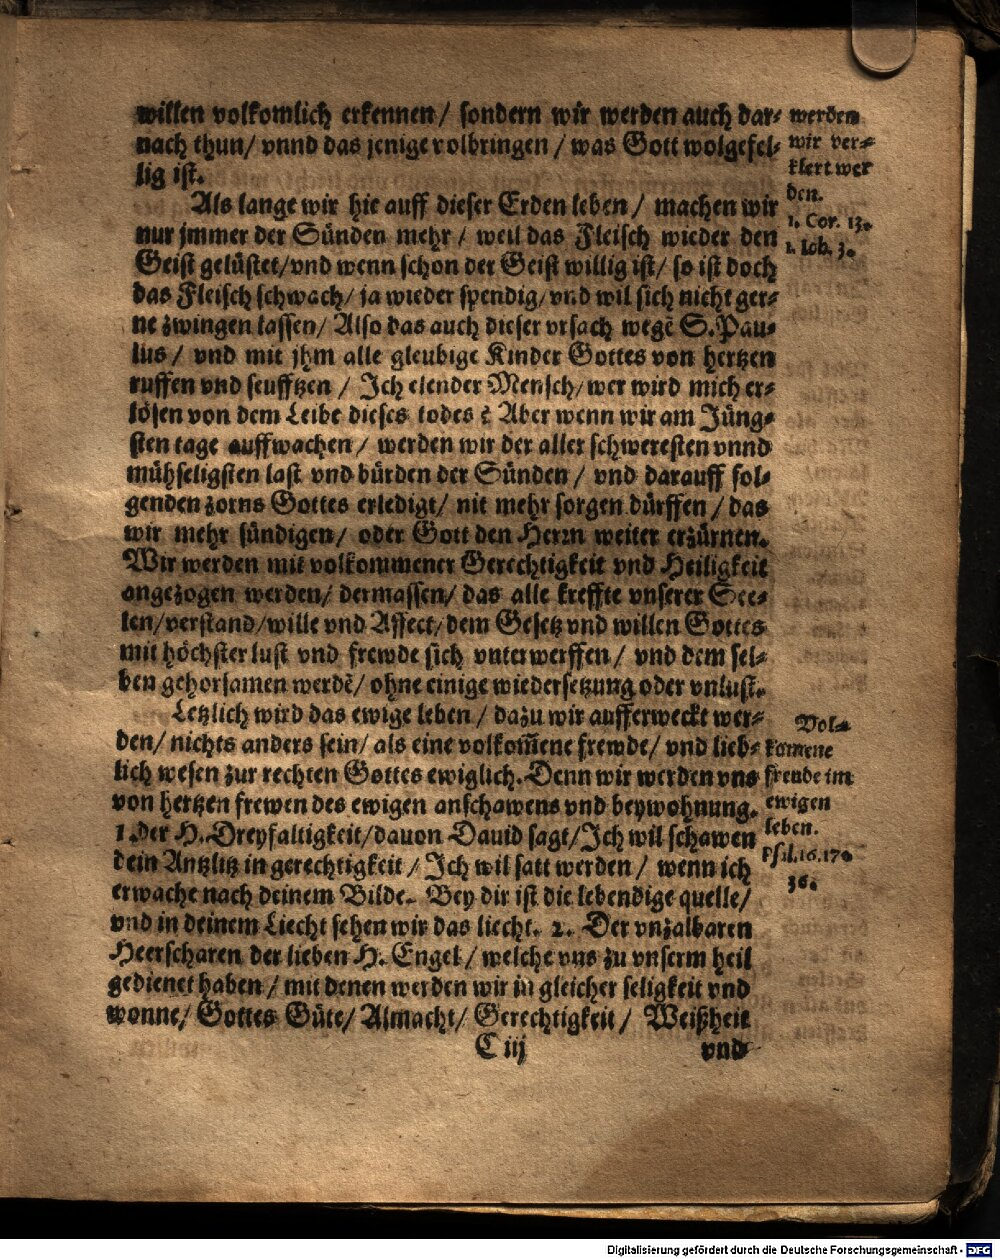 willen volkomlich erkennen / sondern wir werden auch dar-
nach thun/ vnnd das jenige volbringen / was Gott wolgefel-
lig ist.
Als lange wir hie auff dieser Erden leben / machen wir
nur jmmer der Sünden mehr / weil das Fleisch wieder den
Geist gelüstet/vnd wenn schon der Geist willig ist/ so ist doch
das Fleisch schwach/ ja wieder spendig/vnd wil sich nicht ger-
ne zwingen lassen/ Also das auch dieser vrsach wegē S. Pau-
lus / vnd mit jhm alle gleubige Kinder Gottes von hertzen
ruffen vnd seufftzen / Ich elender Mensch/wer wird mich er-
lösen von dem Leibe dieses todes ? Aber wenn wir am Jüng-
sten tage auffwachen / werden wir der aller schweresten vnnd
mühseligsten last vnd bürden der Sünden / vnd darauff fol-
genden zorns Gottes erledigt/ nit mehr sorgen dürffen / das
wir mehr sündigen/ oder Gott den Herrn weiter erzürnen.
Wir werden mit volkommener Gerechtigkeit vnd Heiligkeit
angezogen werden/ dermassen/ das alle kreffte vnserer See-
len/verstand/wille vnd Affect/dem Gesetz vnd willen Gottes
mit höchster lust vnd frewde sich vnterwerffen / vnd dem sel-
ben gehorsamen werdē/ ohne einige wiedersetzung oder vnlust.
Letzlich wird das ewige leben / dazu wir aufferweckt wer-
den/ nichts anders sein/ als eine volkom̄ene frewde/ vnd lieb-
lich wesen zur rechten Gottes ewiglich. Denn wir werden vns
von hertzen frewen des ewigen anschawens vnd beywohnung.
1.der H. Dreyfaltigkeit/dauon Dauid sagt/Ich wil schawen
dein Antzlitz in gerechtigkeit / Ich wil satt werden / wenn ich
erwache nach deinem Bilde. Bey dir ist die lebendige quelle/
vnd in deinem Liecht sehen wir das liecht. 2. Der vnzalbaren
Heerscharen der lieben H. Engel / welche vns zu vnserm heil
gedienet haben / mit denen werden wir in gleicher seligkeit vnd
wonne/ Gottes Güte/ Almacht/ Gerechtigkeit / Weißheit
C iij
vnd
werden
wir ver-
klert wer
den.
1. Cor. 13.
1. Ioh. 3.
Vol-
komene
freude im
ewigen
leben.
Psal.16.17.
36.
Digitalisierung gefördert durch die Deutsche Forschungsgemeinschaft - DFG